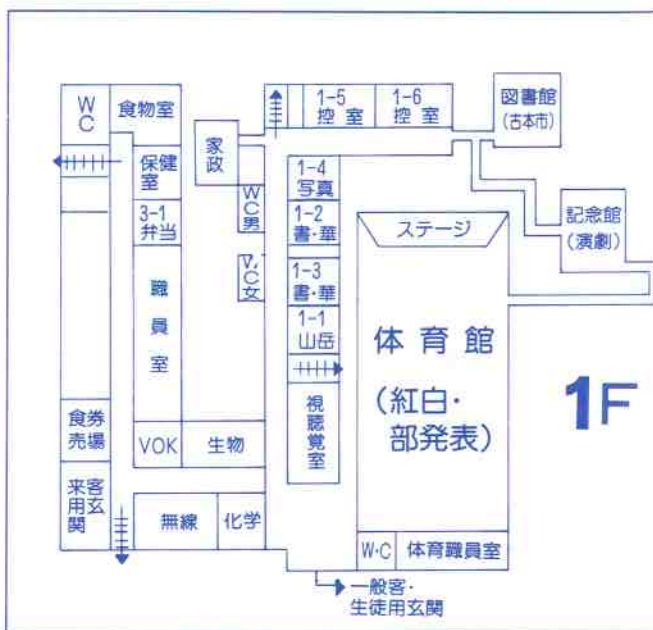 WC
食物室
保健
室
3-1
弁当
職
員
室
食券
売場
来客
用玄
関
VOK
生物
無線
化学
家
政
WC男
WC女
1-5
控室
1-6
控室
1-4
写真
1-2
書・華
1-3
書・華
1-1
山岳
視
聴
覚
室
図書館
(古本市)
記念館
(演劇)
ステージ
体育館
(紅白・
部発表)
1F
W・C
体育職員室
一般客・
生徒用玄関